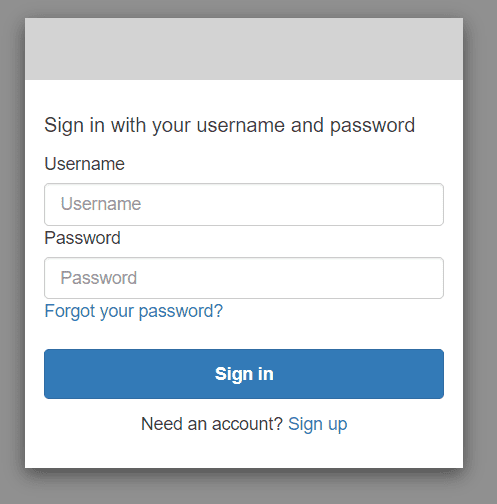 Sign in with your username and password
Username
Username
Password
Password
Forgot your password?
Sign in
Need an account? Sign up